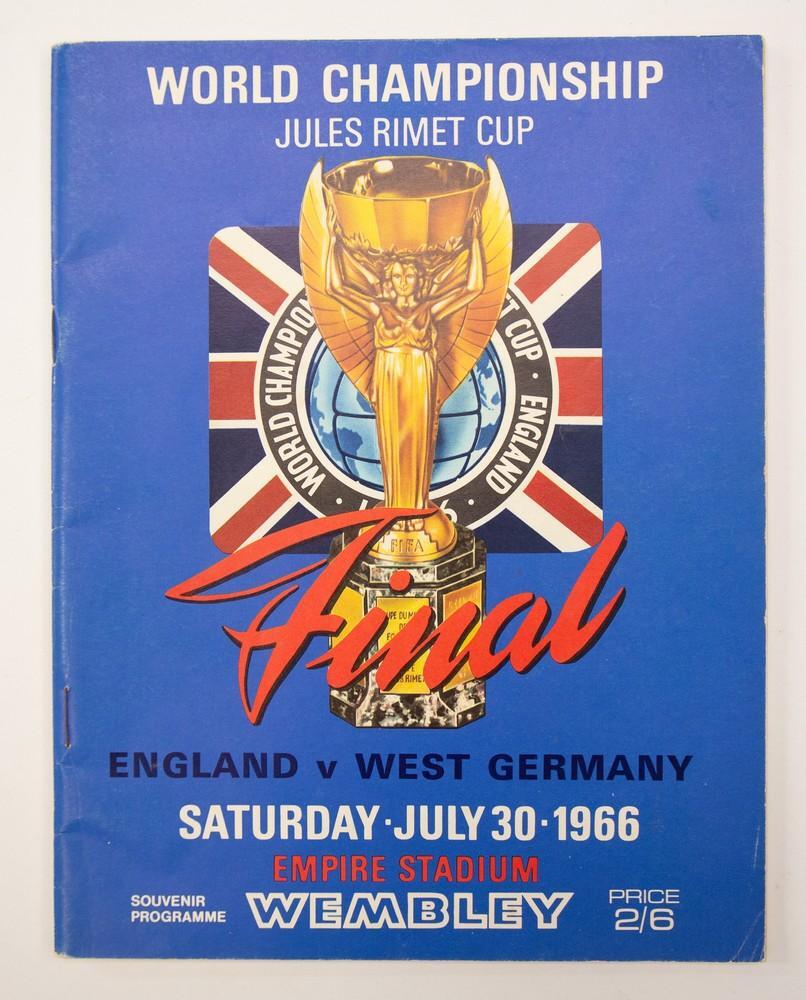 WORLD CHAMPIONSHIP
JULES RIMET CUP
WORLD CHAMPION
CUP · ENGLAND
FIFA
Final
ENGLAND v WEST GERMANY
SATURDAY · JULY 30 · 1966
EMPIRE STADIUM
SOUVENIR
PROGRAMME
WEMBLEY
PRICE
2/6